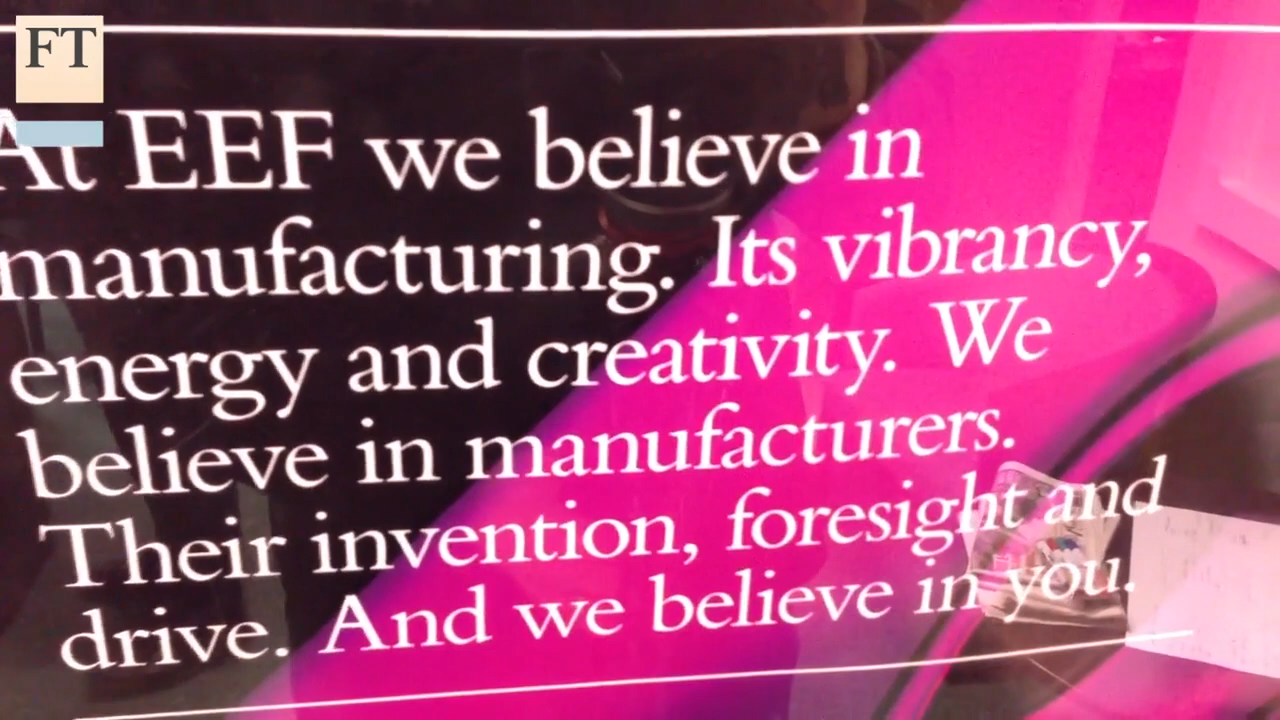 FT
At EEF we believe in
manufacturing. Its vibrancy,
energy and creativity. We
believe in manufacturers.
Their invention, foresight and
drive. And we believe in you.